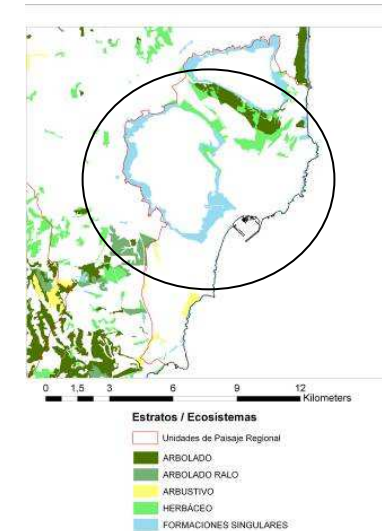 0 1,5 3 6 9 12
Kilometers
Estratos / Ecosistemas
Unidades de Paisaje Regional
ARBOLADO
ARBOLADO RALO
ARBUSTIVO
HERBÁCEO
FORMACIONES SINGULARES